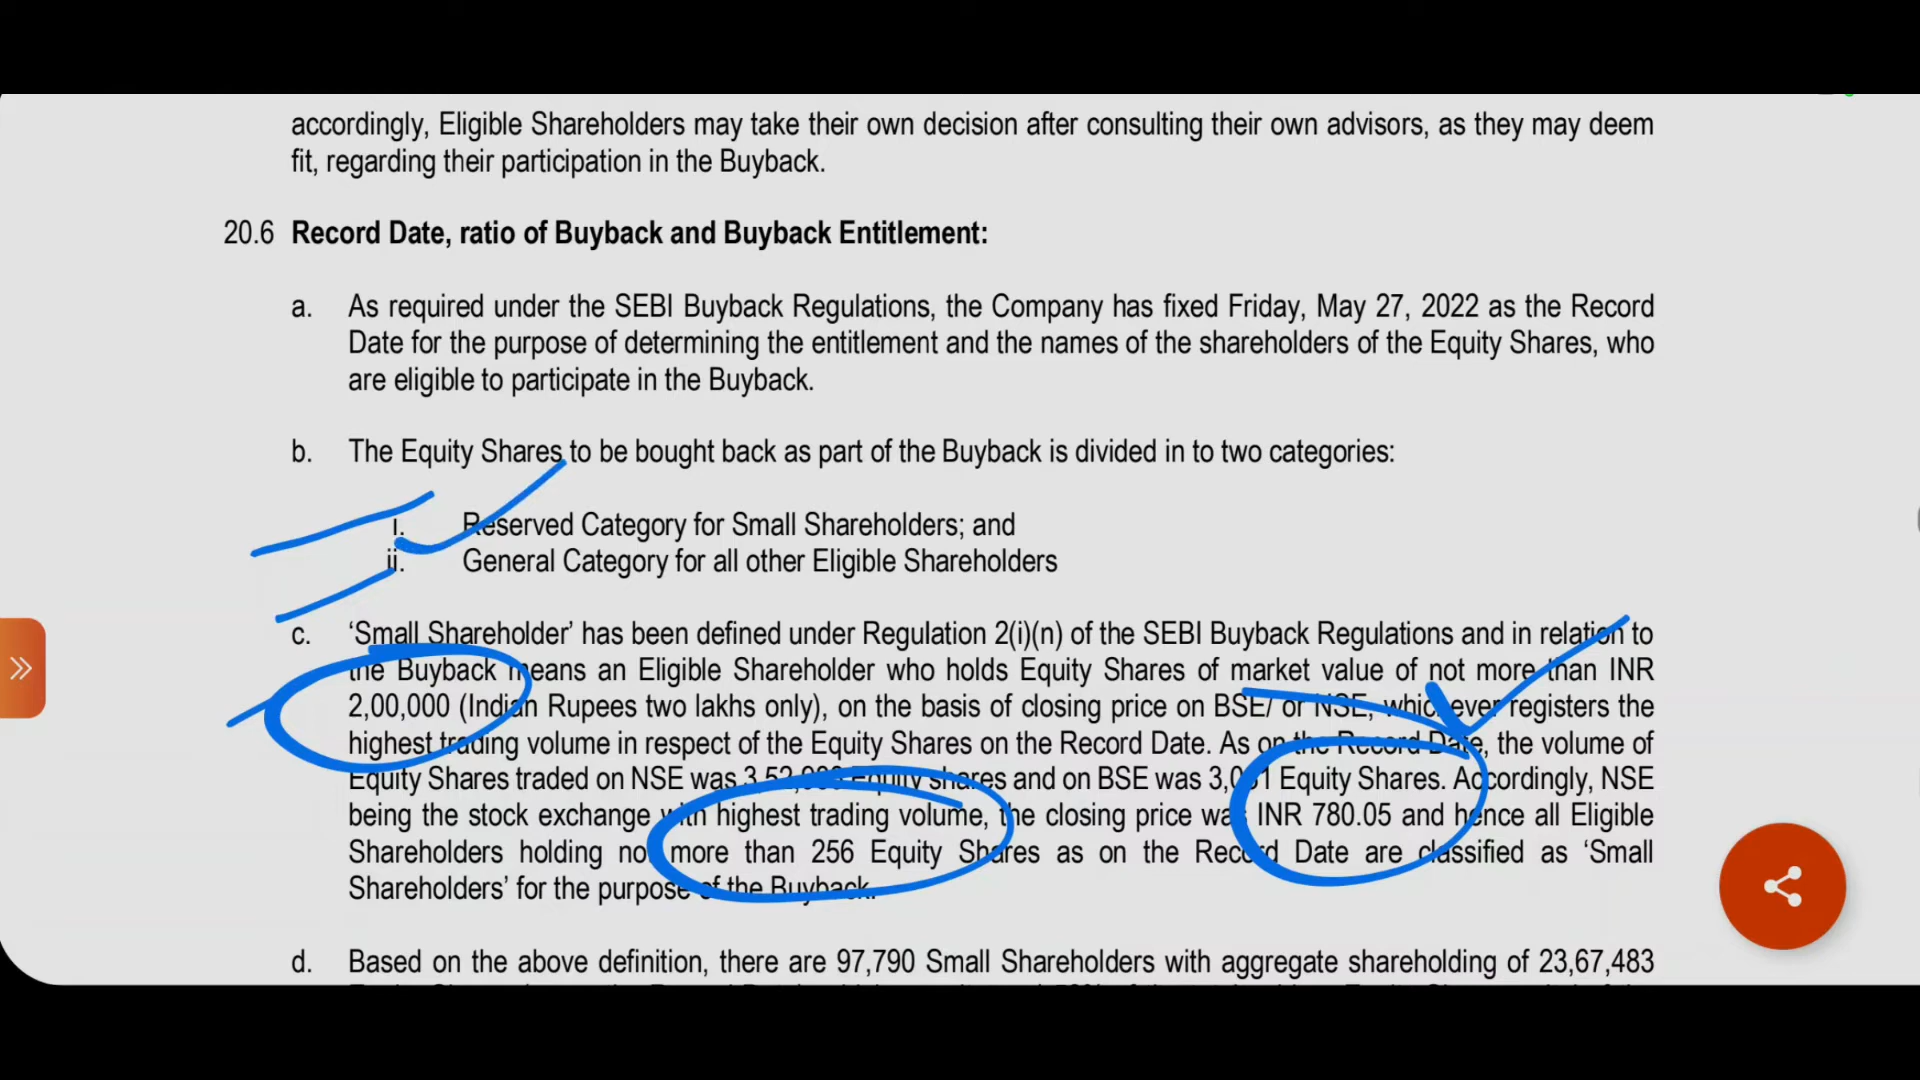 accordingly, Eligible Shareholders may take their own decision after consulting their own advisors, as they may deem
fit, regarding their participation in the Buyback.
20.6 Record Date, ratio of Buyback and Buyback Entitlement:
a. As required under the SEBI Buyback Regulations, the Company has fixed Friday, May 27, 2022 as the Record
Date for the purpose of determining the entitlement and the names of the shareholders of the Equity Shares, who
are eligible to participate in the Buyback.
b. The Equity Shares to be bought back as part of the Buyback is divided in to two categories:
i. Reserved Category for Small Shareholders; and
ii. General Category for all other Eligible Shareholders
c. ‘Small Shareholder’ has been defined under Regulation 2(i)(n) of the SEBI Buyback Regulations and in relation to
the Buyback means an Eligible Shareholder who holds Equity Shares of market value of not more than INR
2,00,000 (Indian Rupees two lakhs only), on the basis of closing price on BSE/ or NSE, whichever registers the
highest trading volume in respect of the Equity Shares on the Record Date. As on the Record Date, the volume of
Equity Shares traded on NSE was Equity shares and on BSE was Equity Shares. Accordingly, NSE
being the stock exchange with highest trading volume, the closing price was INR 780.05 and hence all Eligible
Shareholders holding not more than 256 Equity Shares as on the Record Date are classified as ‘Small
Shareholders’ for the purpose of the Buyback.
d. Based on the above definition, there are 97,790 Small Shareholders with aggregate shareholding of 23,67,483